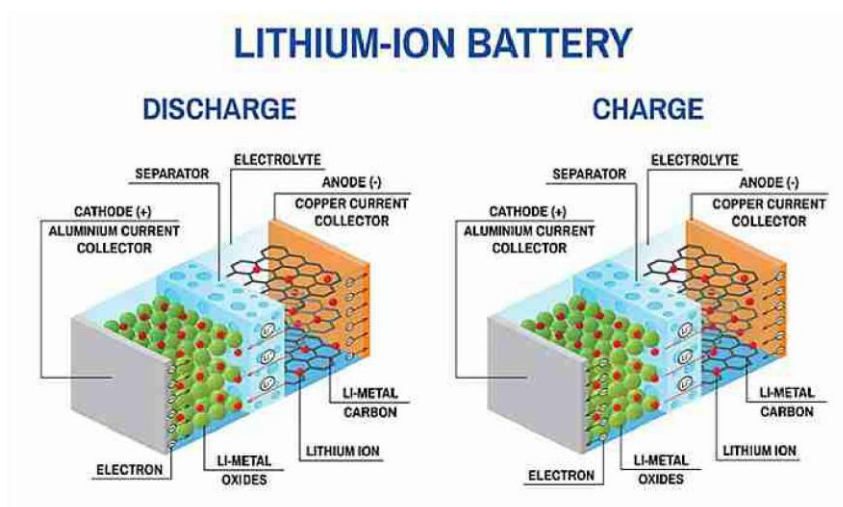 LITHIUM-ION BATTERY
DISCHARGE
ELECTROLYTE
SEPARATOR
ANODE (-)
COPPER CURRENT
COLLECTOR
CATHODE (+)
ALUMINIUM CURRENT
COLLECTOR
LI-METAL
CARBON
LITHIUM ION
LI-METAL
OXIDES
ELECTRON
CHARGE
ELECTROLYTE
SEPARATOR
ANODE (-)
COPPER CURRENT
COLLECTOR
CATHODE (+)
ALUMINIUM CURRENT
COLLECTOR
LI-METAL
CARBON
LITHIUM ION
LI-METAL
OXIDES
ELECTRON